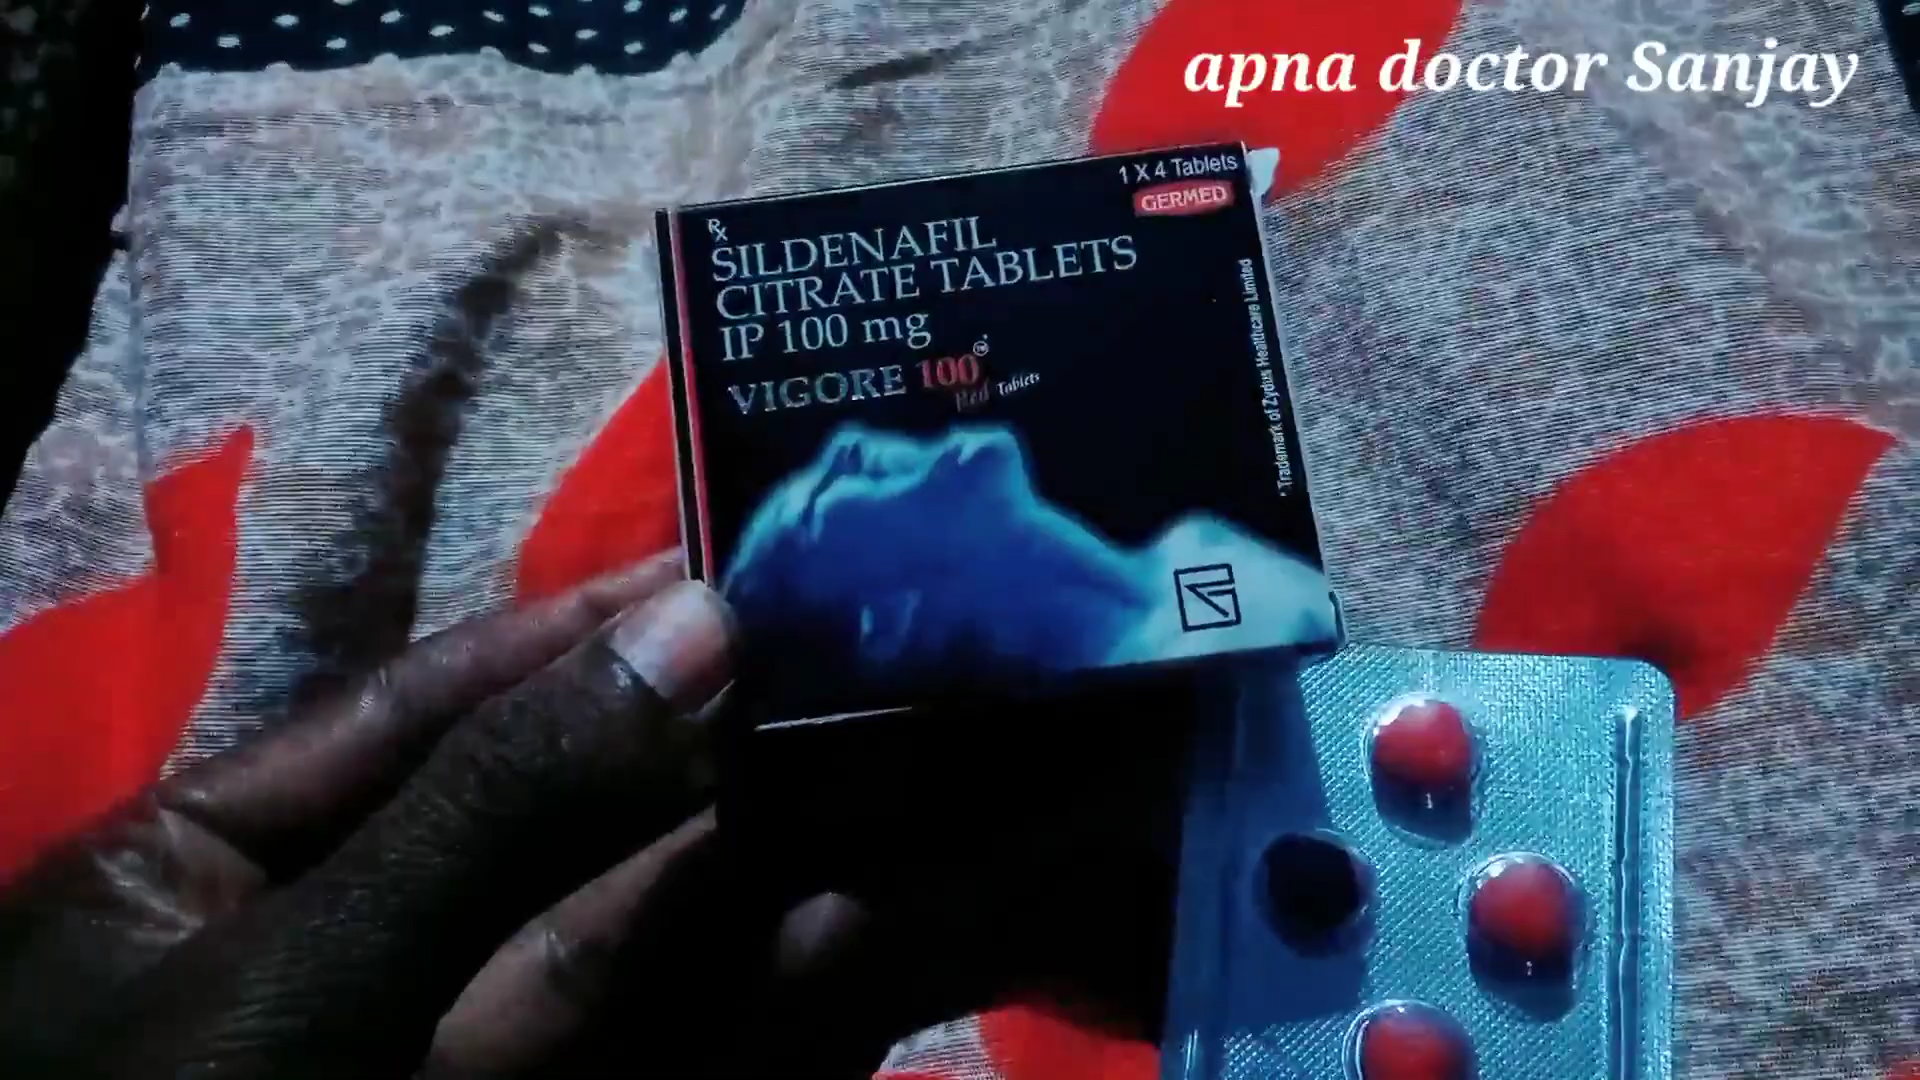 apna doctor Sanjay
1 X 4 Tablets
GERMED
Rx
SILDENAFIL
CITRATE TABLETS
IP 100 mg
VIGORE 100
Red Tablets
*Trademark of Zydus Healthcare Limited